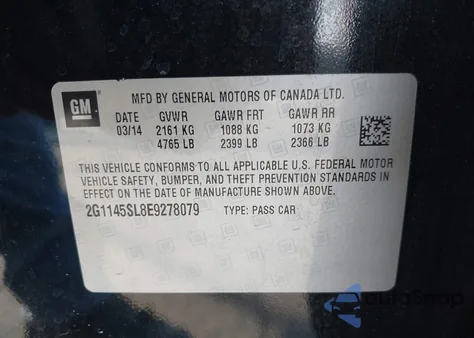 GM
MFD BY GENERAL MOTORS OF CANADA LTD.
DATE GVWR GAWR FRT GAWR RR
03/14 2161 KG 1088 KG 1073 KG
4765 LB 2399 LB 2366 LB
THIS VEHICLE CONFORMS TO ALL APPLICABLE U.S. FEDERAL MOTOR
VEHICLE SAFETY, BUMPER, AND THEFT PREVENTION STANDARDS IN
EFFECT ON THE DATE OF MANUFACTURE SHOWN ABOVE.
2G1145SL8E9278079 TYPE: PASS CAR